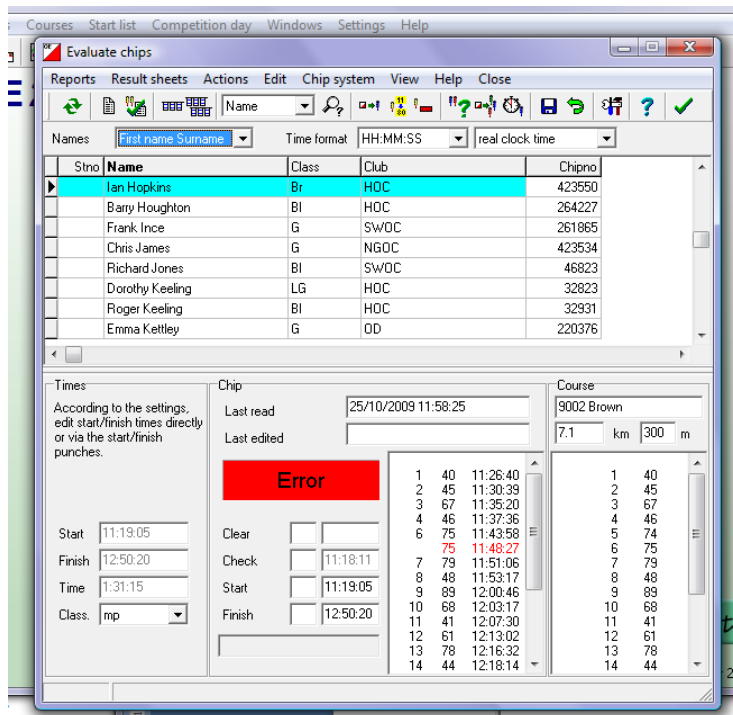 Courses Start list Competition day Windows Settings Help
Evaluate chips
Reports Result sheets Actions Edit Chip system View Help Close
Name
Names First name Surname Time format HH:MM:SS real clock time
Stno Name Class Club Chipno
Ian Hopkins Br HOC 423550
Barry Houghton Bl HOC 264227
Frank Ince G SWOC 261865
Chris James G NGOC 423534
Richard Jones Bl SWOC 46823
Dorothy Keeling LG HOC 32823
Roger Keeling Bl HOC 32931
Emma Kettley G OD 220376
Times
According to the settings,
edit start/finish times directly
or via the start/finish
punches.
Start 11:19:05
Finish 12:50:20
Time 1:31:15
Class. mp
Chip
Last read 25/10/2009 11:58:25
Last edited
Error
Clear
Check 11:18:11
Start 11:19:05
Finish 12:50:20
1 40 11:26:40
2 45 11:30:39
3 67 11:35:20
4 46 11:37:36
6 75 11:43:58
75 11:48:27
7 79 11:51:06
8 48 11:53:17
9 89 12:00:46
10 68 12:03:17
11 41 12:07:30
12 61 12:13:02
13 78 12:16:32
14 44 12:18:14
Course
9002 Brown
7.1 km 300 m
1 40
2 45
3 67
4 46
5 74
6 75
7 79
8 48
9 89
10 68
11 41
12 61
13 78
14 44